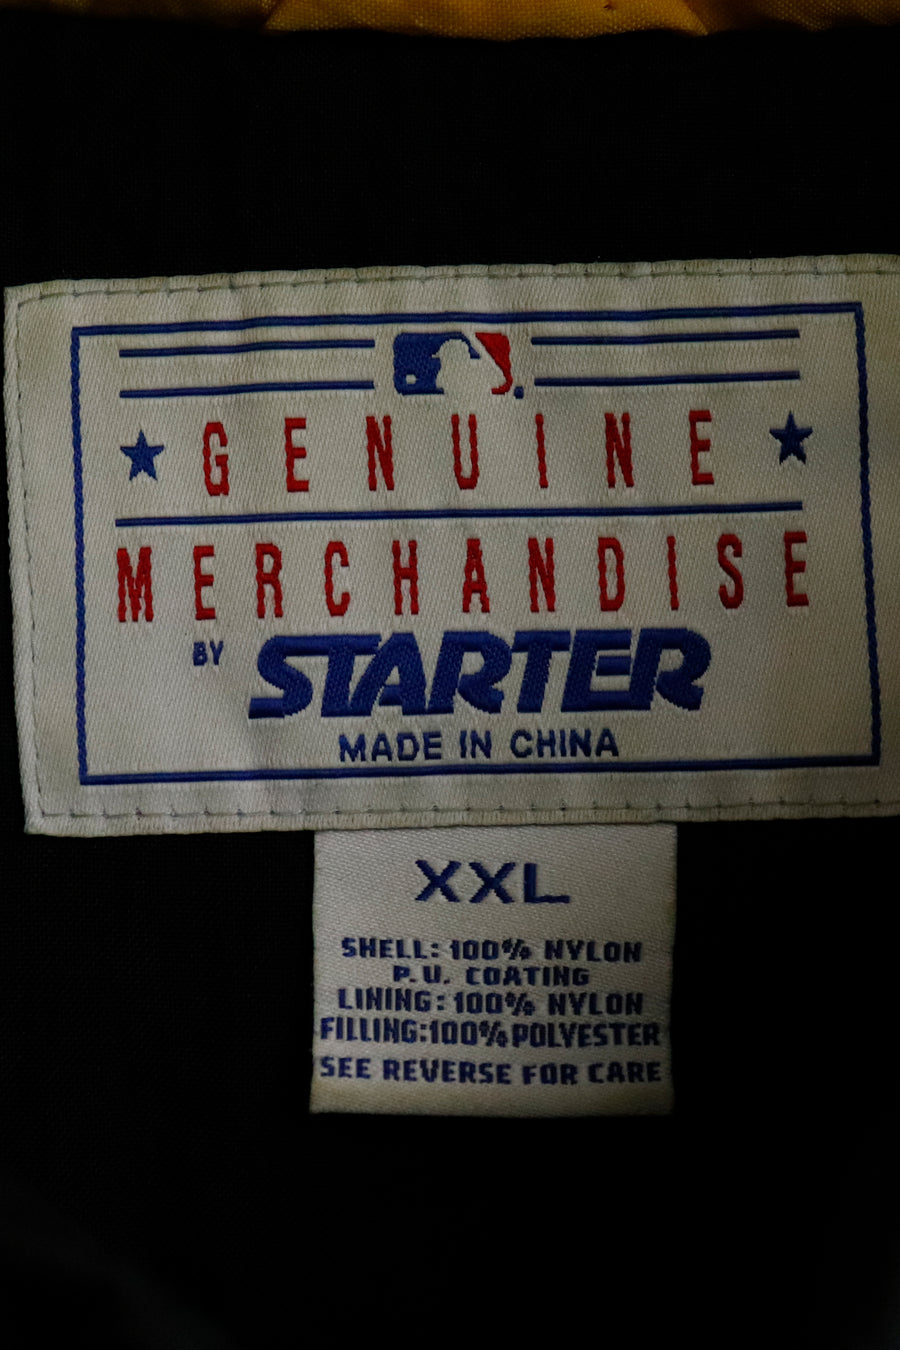 GENUINE
MERCHANDISE
BY STARTER
MADE IN CHINA
XXL
SHELL: 100% NYLON
P.U. COATING
LINING: 100% NYLON
FILLING: 100% POLYESTER
SEE REVERSE FOR CARE